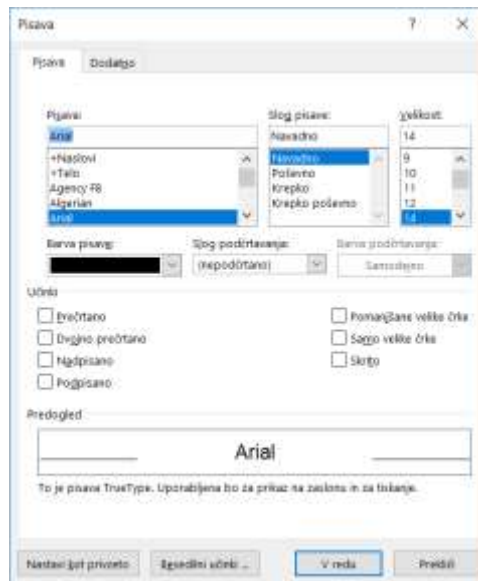 Pisava ? ×
Pisava Dodatno
Pisava: Slog pisave: Velikost:
Arial Navadno 14
+Naslovi Navadno 9
+Telo Poševno 10
Agency FB Krepko 11
Algerian Krepko poševno 12
Arial 14
Barva pisave: Slog podčrtavanja: Barva podčrtavanja:
(nepodčrtano) Samodejno
Učinki
Prečrtano Pomanjšane velike črke
Dvojno prečrtano Samo velike črke
Nadpisano Skrito
Podpisano
Predogled
Arial
To je pisava TrueType. Uporabljena bo za prikaz na zaslonu in za tiskanje.
Nastavi kot privzeto Besedilni učinki ... V redu Prekliči